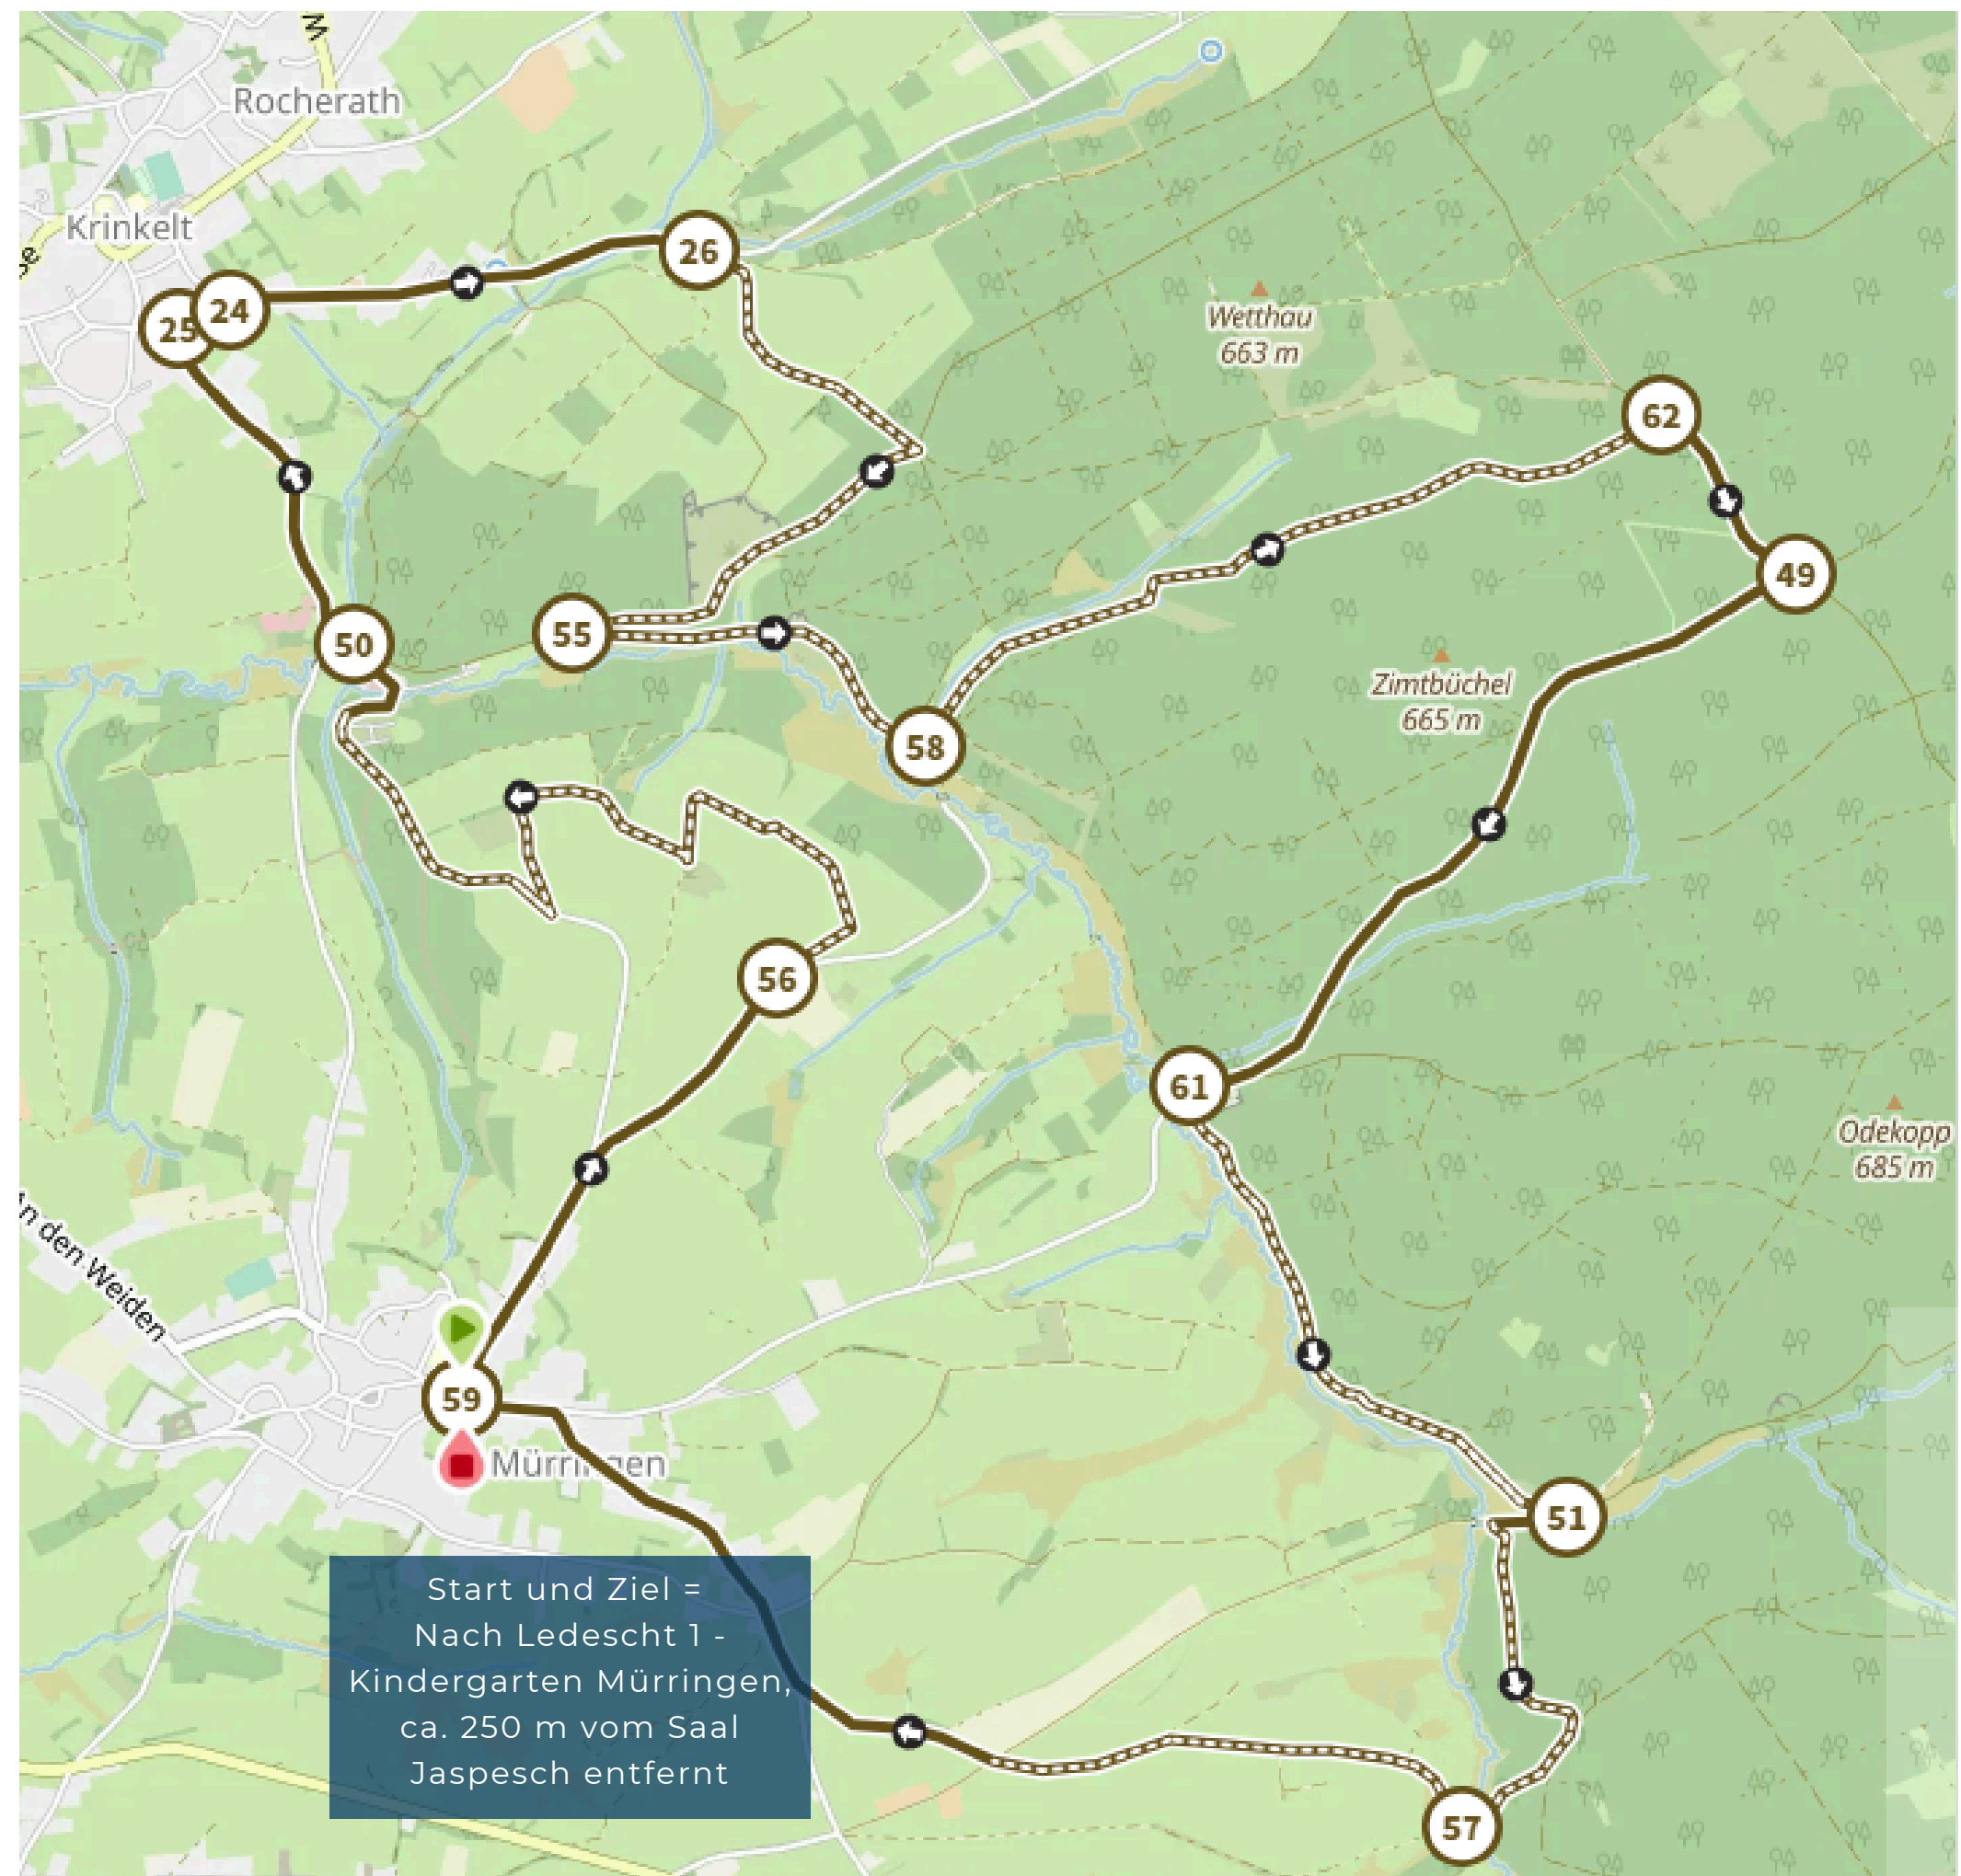 W
Rocherath
Krinkelt
26
24
25
Wetthau
663 m
62
49
55
50
Zimtbüchel
665 m
58
56
61
Odekopp
685 m
n den Weiden
59
Mürringen
51
Start und Ziel =
Nach Ledescht 1 -
Kindergarten Mürringen,
ca. 250 m vom Saal
Jaspesch entfernt
57